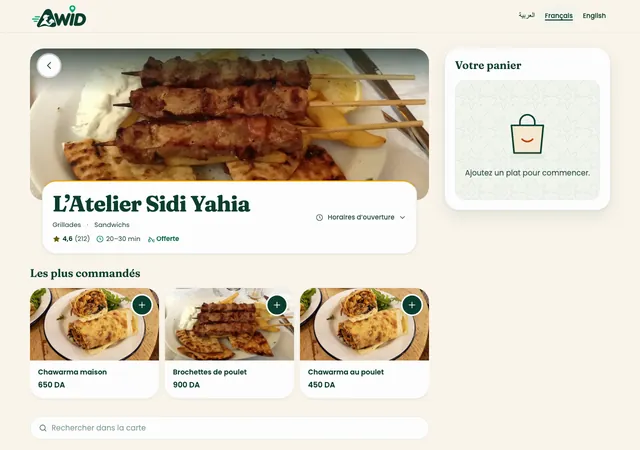 AWID
العربية
Français
English
L'Atelier Sidi Yahia
Grillades · Sandwichs
4,6 (212) 20–30 min Offerte
Horaires d'ouverture
Les plus commandés
Chawarma maison
650 DA
Brochettes de poulet
900 DA
Chawarma au poulet
450 DA
Rechercher dans la carte
Votre panier
Ajoutez un plat pour commencer.